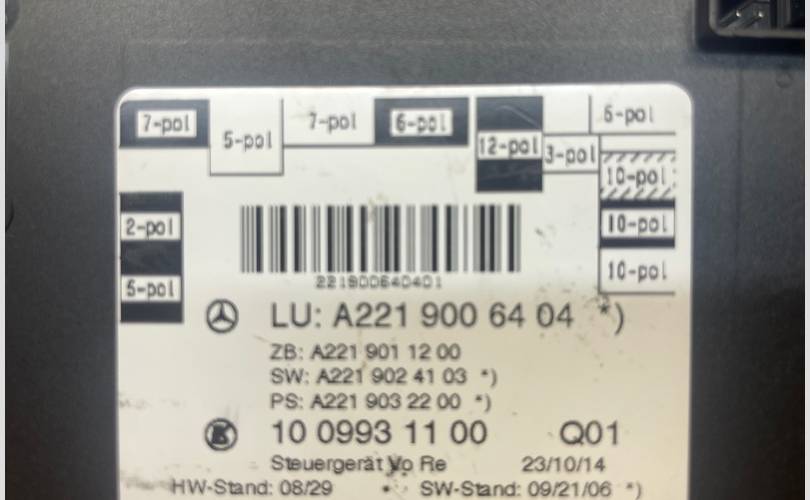 7-pol
5-pol
7-pol
6-pol
12-pol
3-pol
6-pol
10-pol
10-pol
10-pol
2-pol
5-pol
221900640401
LU: A221 900 64 04 *)
ZB: A221 901 12 00
SW: A221 902 41 03 *)
PS: A221 903 22 00 *)
10 0993 11 00 Q01
Steuergerät Vo Re 23/10/14
HW-Stand: 08/29 • SW-Stand: 09/21/06 *)